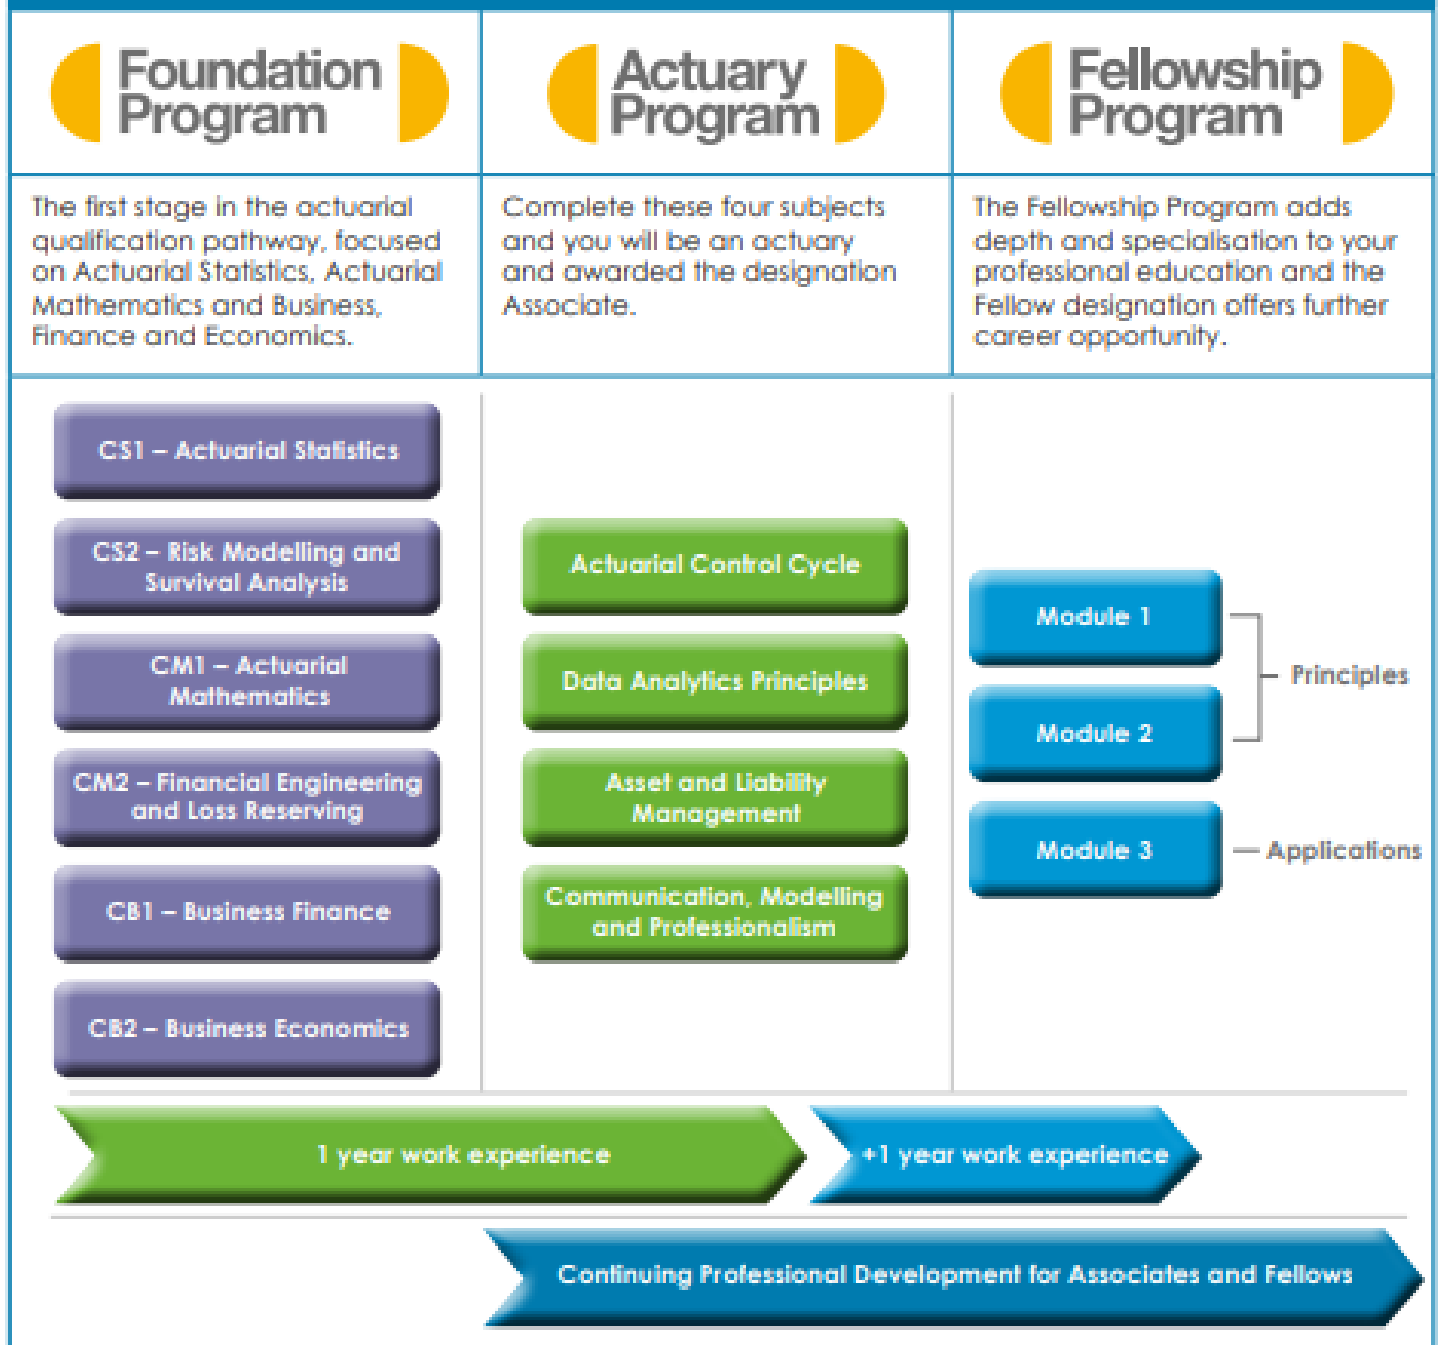 Foundation
Program
Actuary
Program
Fellowship
Program
The first stage in the actuarial
qualification pathway, focused
on Actuarial Statistics, Actuarial
Mathematics and Business,
Finance and Economics.
Complete these four subjects
and you will be an actuary
and awarded the designation
Associate.
The Fellowship Program adds
depth and specialisation to your
professional education and the
Fellow designation offers further
career opportunity.
CS1 – Actuarial Statistics
CS2 – Risk Modelling and
Survival Analysis
CM1 – Actuarial
Mathematics
CM2 – Financial Engineering
and Loss Reserving
CB1 – Business Finance
CB2 – Business Economics
Actuarial Control Cycle
Data Analytics Principles
Asset and Liability
Management
Communication, Modelling
and Professionalism
Module 1
Module 2
Principles
Module 3
Applications
1 year work experience
+1 year work experience
Continuing Professional Development for Associates and Fellows